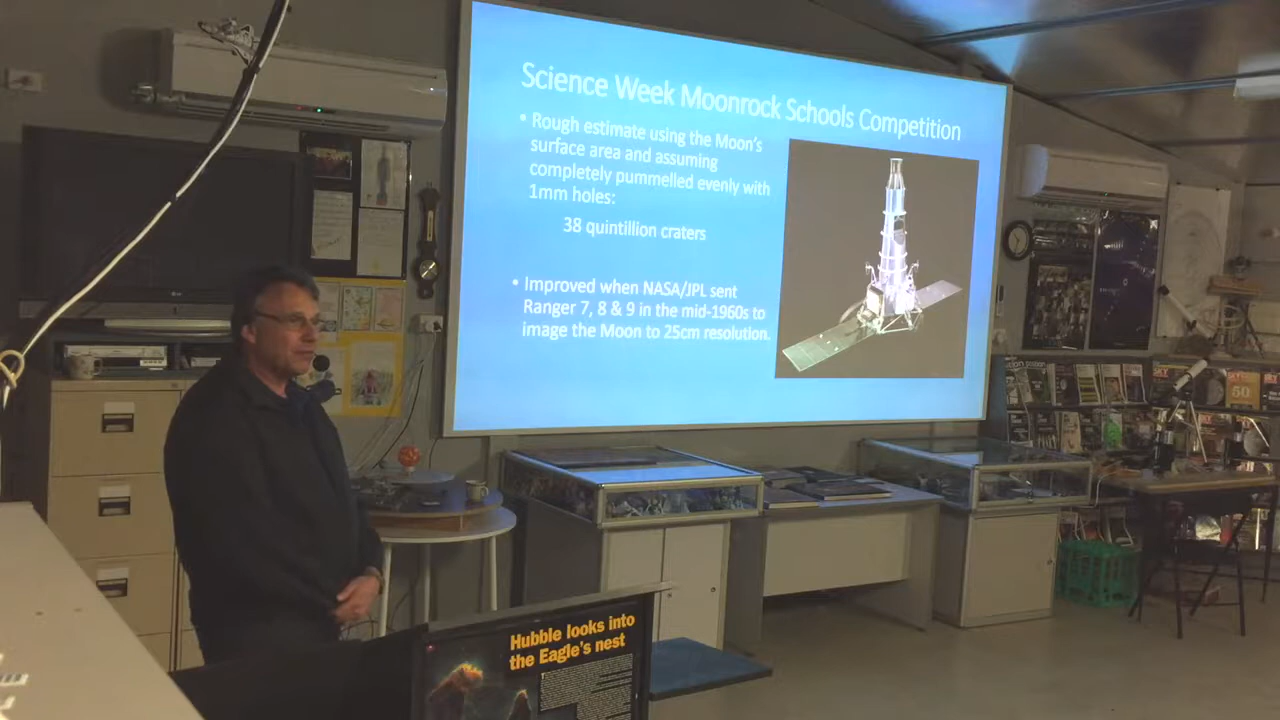 Science Week Moonrock Schools Competition
• Rough estimate using the Moon's
surface area and assuming
completely pummelled evenly with
1mm holes:
38 quintillion craters
• Improved when NASA/JPL sent
Ranger 7, 8 & 9 in the mid-1960s to
image the Moon to 25cm resolution.
50
Hubble looks into
the Eagle's nest